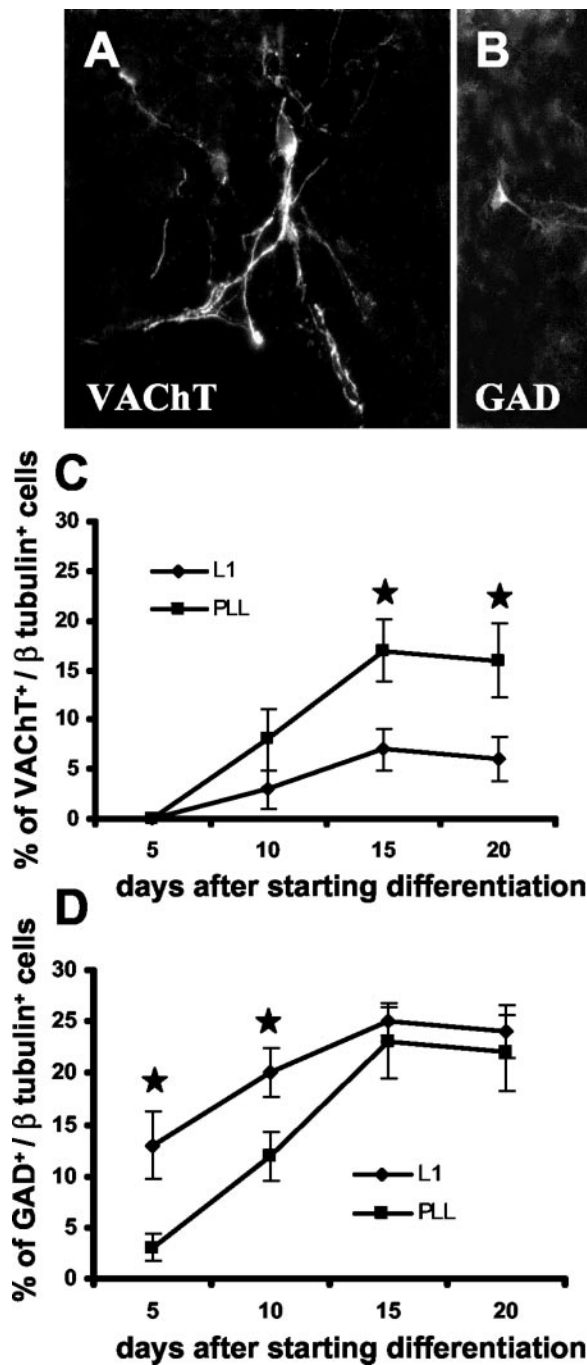 A
B
VAChT
GAD
C
% of VAChT⁺ / β tubulin⁺ cells
30
25
20
15
10
5
0
L1
PLL
★
★
5
10
15
20
days after starting differentiation
D
% of GAD⁺ / β tubulin⁺ cells
30
25
20
15
10
5
0
★
★
L1
PLL
5
10
15
20
days after starting differentiation